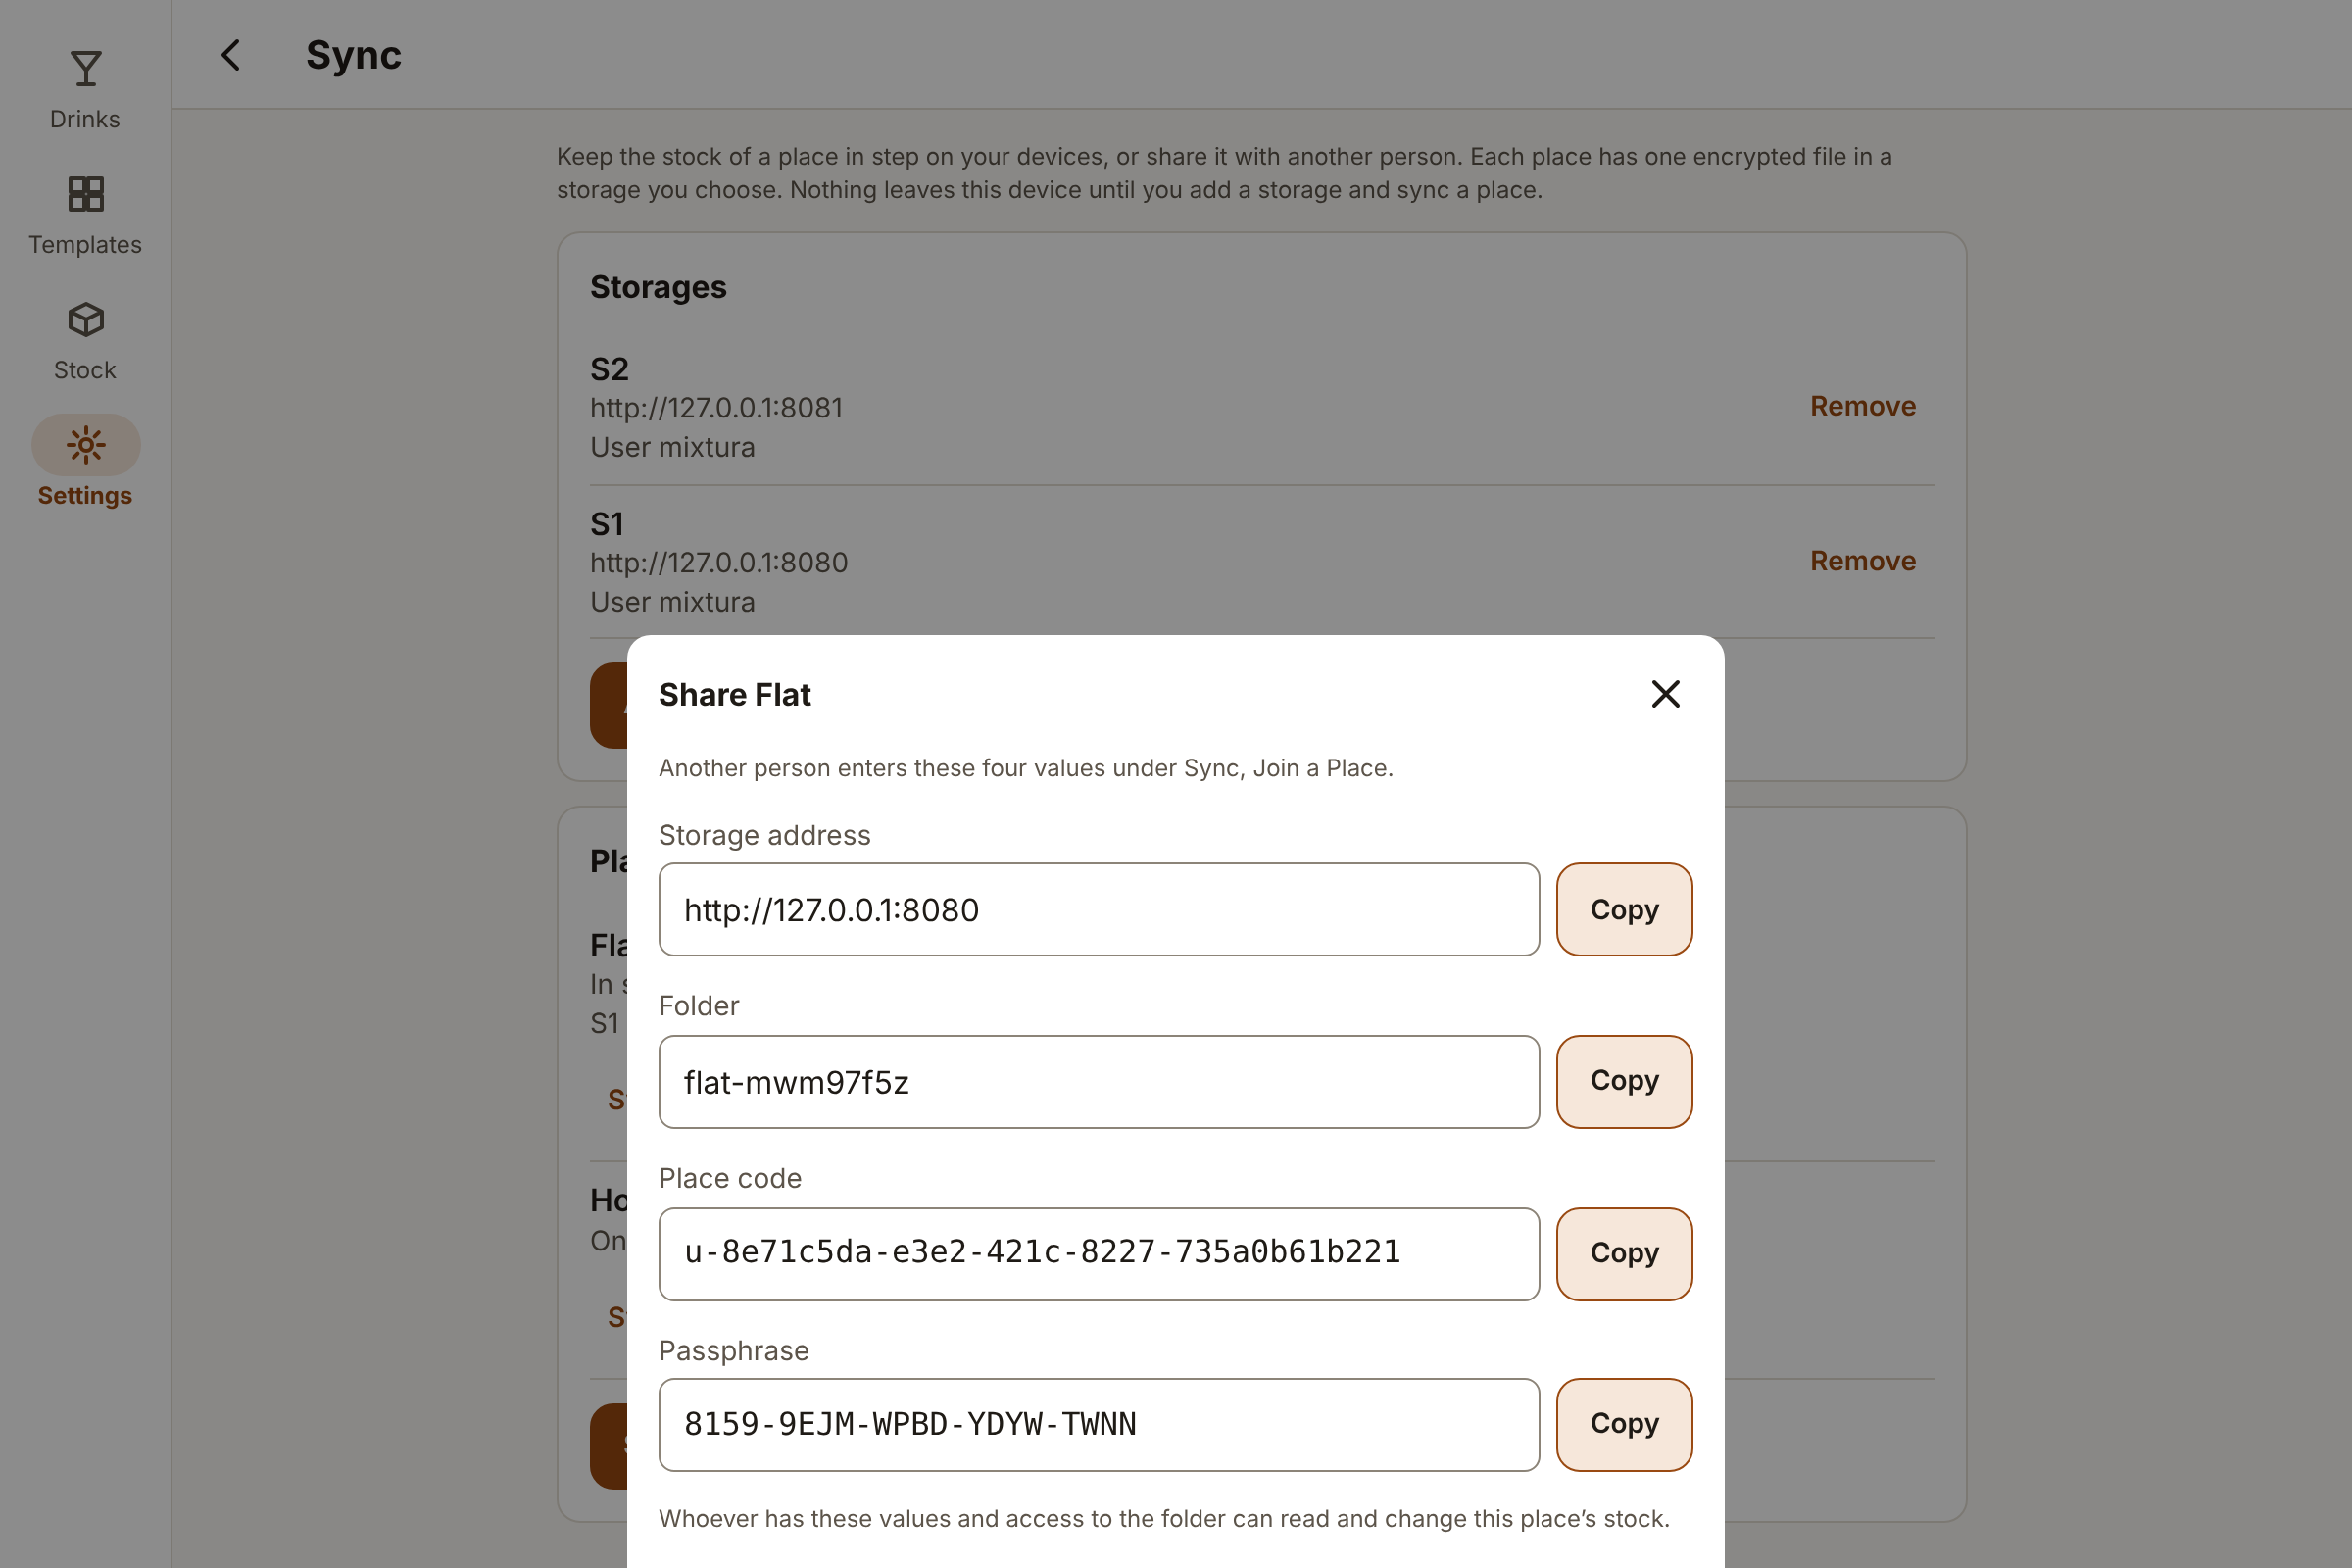 Drinks
Templates
Stock
Settings
Sync
Keep the stock of a place in step on your devices, or share it with another person. Each place has one encrypted file in a
storage you choose. Nothing leaves this device until you add a storage and sync a place.
Storages
S2
http://127.0.0.1:8081
User mixtura
Remove
S1
http://127.0.0.1:8080
User mixtura
Remove
Share Flat
Another person enters these four values under Sync, Join a Place.
Storage address
http://127.0.0.1:8080
Copy
Folder
flat-mwm97f5z
Copy
Place code
u-8e71c5da-e3e2-421c-8227-735a0b61b221
Copy
Passphrase
8159-9EJM-WPBD-YDYW-TWNN
Copy
Whoever has these values and access to the folder can read and change this place’s stock.
In
S1